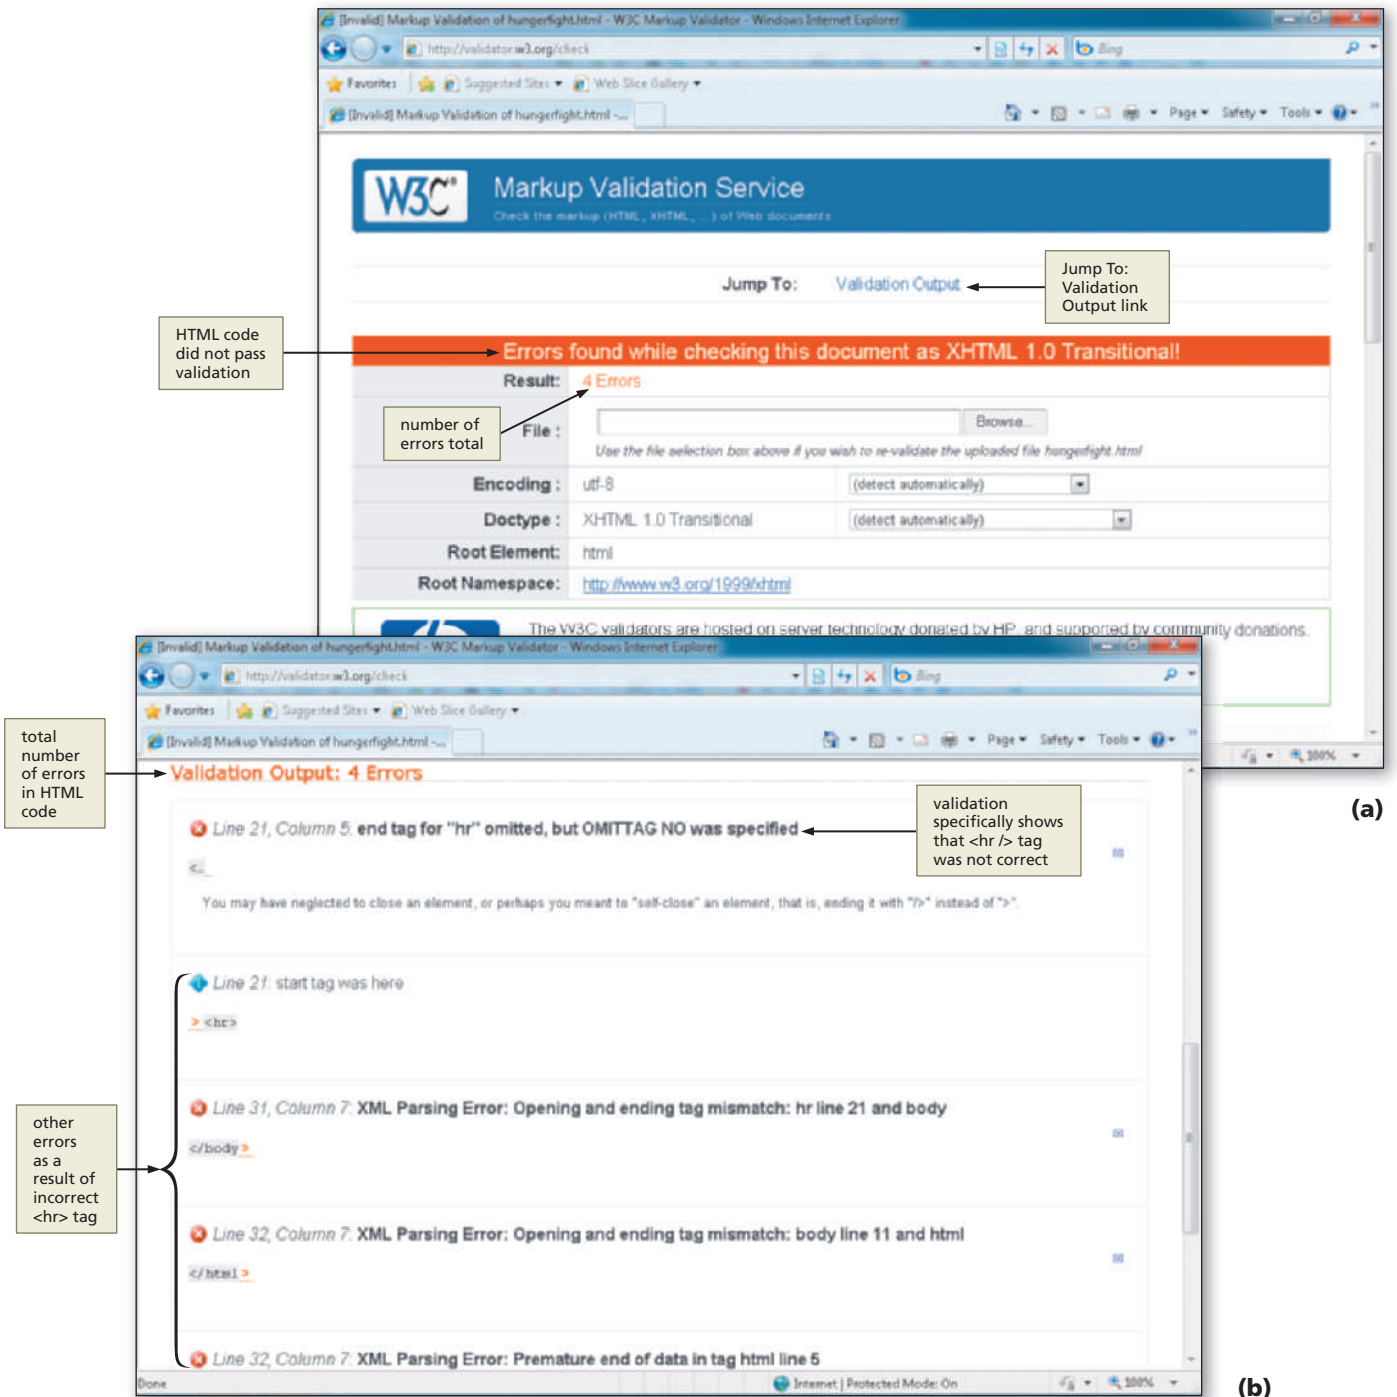 [Invalid] Markup Validation of hungerfight.html - W3C Markup Validator - Windows Internet Explorer
http://validator.w3.org/check
Bing
Favorites
Suggested Sites
Web Slice Gallery
[Invalid] Markup Validation of hungerfight.html -...
Page
Safety
Tools
W3C®
Markup Validation Service
Check the markup (HTML, XHTML, ...) of Web documents
Jump To:
Validation Output
Jump To:
Validation
Output link
HTML code
did not pass
validation
Errors found while checking this document as XHTML 1.0 Transitional!
Result:
4 Errors
number of
errors total
File :
Browse...
Use the file selection box above if you wish to re-validate the uploaded file hungerfight.html
Encoding :
utf-8
(detect automatically)
Doctype :
XHTML 1.0 Transitional
(detect automatically)
Root Element:
html
Root Namespace:
http://www.w3.org/1999/xhtml
The W3C validators are hosted on server technology donated by HP, and supported by community donations.
100%
(a)
[Invalid] Markup Validation of hungerfight.html - W3C Markup Validator - Windows Internet Explorer
http://validator.w3.org/check
Bing
Favorites
Suggested Sites
Web Slice Gallery
[Invalid] Markup Validation of hungerfight.html -...
Page
Safety
Tools
total
number
of errors
in HTML
code
Validation Output: 4 Errors
Line 21, Column 5: end tag for "hr" omitted, but OMITTAG NO was specified
validation
specifically shows
that <hr /> tag
was not correct
<…
You may have neglected to close an element, or perhaps you meant to "self-close" an element, that is, ending it with "/>" instead of ">".
Line 21: start tag was here
> <hr>
other
errors
as a
result of
incorrect
<hr> tag
Line 31, Column 7: XML Parsing Error: Opening and ending tag mismatch: hr line 21 and body
</body>
Line 32, Column 7: XML Parsing Error: Opening and ending tag mismatch: body line 11 and html
</html>
Line 32, Column 7: XML Parsing Error: Premature end of data in tag html line 5
Done
Internet | Protected Mode: On
100%
(b)